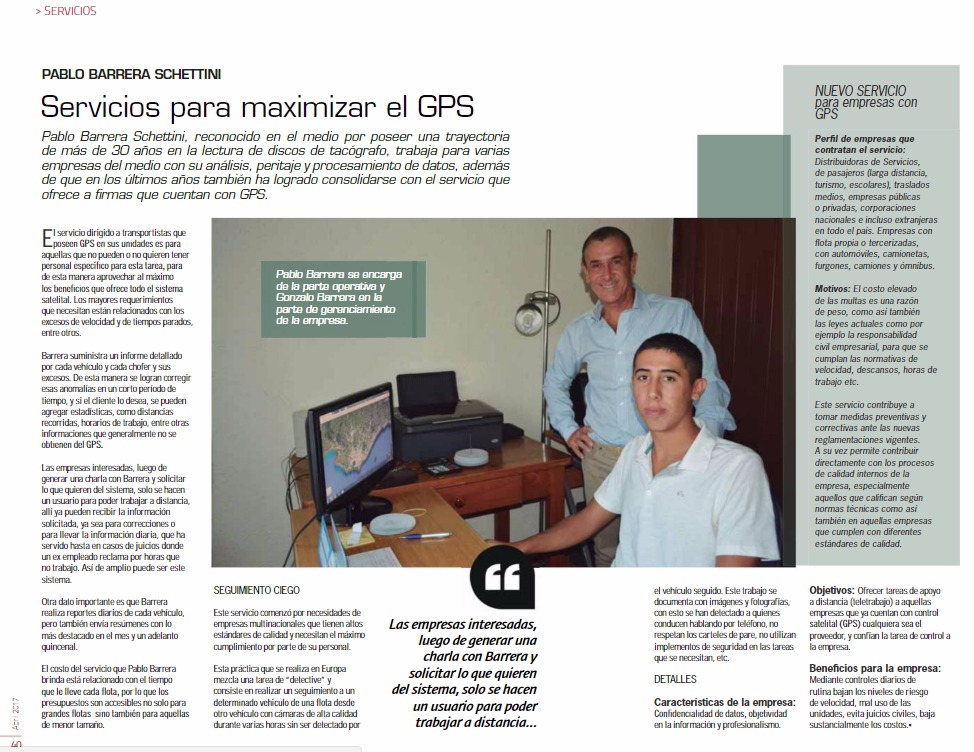 > SERVICIOS
PABLO BARRERA SCHETTINI
Servicios para maximizar el GPS
Pablo Barrera Schettini, reconocido en el medio por poseer una trayectoria
de más de 30 años en la lectura de discos de tacógrafo, trabaja para varias
empresas del medio con su análisis, peritaje y procesamiento de datos, además
de que en los últimos años también ha logrado consolidarse con el servicio que
ofrece a firmas que cuentan con GPS.
El servicio dirigido a transportistas que
poseen GPS en sus unidades es para
aquellas que no pueden o no quieren tener
personal específico para esta tarea, para
de esta manera aprovechar al máximo
los beneficios que ofrece todo el sistema
satelital. Los mayores requerimientos
que necesitan están relacionados con los
excesos de velocidad y de tiempos parados,
entre otros.
Barrera suministra un informe detallado
por cada vehículo y cada chofer y sus
excesos. De esta manera se logran corregir
esas anomalías en un corto período de
tiempo, y si el cliente lo desea, se pueden
agregar estadísticas, como distancias
recorridas, horarios de trabajo, entre otras
informaciones que generalmente no se
obtienen del GPS.
Las empresas interesadas, luego de
generar una charla con Barrera y solicitar
lo que quieren del sistema, solo se hacen
un usuario para poder trabajar a distancia,
allí ya pueden recibir la información
solicitada, ya sea para correcciones o
para llevar la información diaria, que ha
servido hasta en casos de juicios donde
un ex empleado reclama por horas que
no trabajo. Así de amplio puede ser este
sistema.
Otra dato importante es que Barrera
realiza reportes diarios de cada vehículo,
pero también envía resúmenes con lo
más destacado en el mes y un adelanto
quincenal.
El costo del servicio que Pablo Barrera
brinda está relacionado con el tiempo
que le lleve cada flota, por lo que los
presupuestos son accesibles no solo para
grandes flotas sino también para aquellas
de menor tamaño.
Pablo Barrera se encarga
de la parte operativa y
Gonzalo Barrera en la
parte de gerenciamiento
de la empresa.
SEGUIMIENTO CIEGO
Este servicio comenzó por necesidades de
empresas multinacionales que tienen altos
estándares de calidad y necesitan el máximo
cumplimiento por parte de su personal.
Esta práctica que se realiza en Europa
mezcla una tarea de “detective” y
consiste en realizar un seguimiento a un
determinado vehículo de una flota desde
otro vehículo con cámaras de alta calidad
durante varias horas sin ser detectado por
“
Las empresas interesadas,
luego de generar una
charla con Barrera y
solicitar lo que quieren
del sistema, solo se hacen
un usuario para poder
trabajar a distancia...
el vehículo seguido. Este trabajo se
documenta con imágenes y fotografías,
con esto se han detectado a quienes
conducen hablando por teléfono, no
respetan los carteles de pare, no utilizan
implementos de seguridad en las tareas
que se necesitan, etc.
DETALLES
Características de la empresa:
Confidencialidad de datos, objetividad
en la información y profesionalismo.
Objetivos: Ofrecer tareas de apoyo
a distancia (teletrabajo) a aquellas
empresas que ya cuentan con control
satelital (GPS) cualquiera sea el
proveedor, y confían la tarea de control a
la empresa.
Beneficios para la empresa:
Mediante controles diarios de
rutina bajan los niveles de riesgo
de velocidad, mal uso de las
unidades, evita juicios civiles, baja
sustancialmente los costos.▪
NUEVO SERVICIO
para empresas con
GPS
Perfil de empresas que
contratan el servicio:
Distribuidoras de Servicios,
de pasajeros (larga distancia,
turismo, escolares), traslados
medios, empresas públicas
o privadas, corporaciones
nacionales e incluso extranjeras
en todo el país. Empresas con
flota propia o tercerizadas,
con automóviles, camionetas,
furgones, camiones y ómnibus.
Motivos: El costo elevado
de las multas es una razón
de peso, como así también
las leyes actuales como por
ejemplo la responsabilidad
civil empresarial, para que se
cumplan las normativas de
velocidad, descansos, horas de
trabajo etc.
Este servicio contribuye a
tomar medidas preventivas y
correctivas ante las nuevas
reglamentaciones vigentes.
A su vez permite contribuir
directamente con los procesos
de calidad internos de la
empresa, especialmente
aquellos que califican según
normas técnicas como así
también en aquellas empresas
que cumplen con diferentes
estándares de calidad.
Abril 2017
60